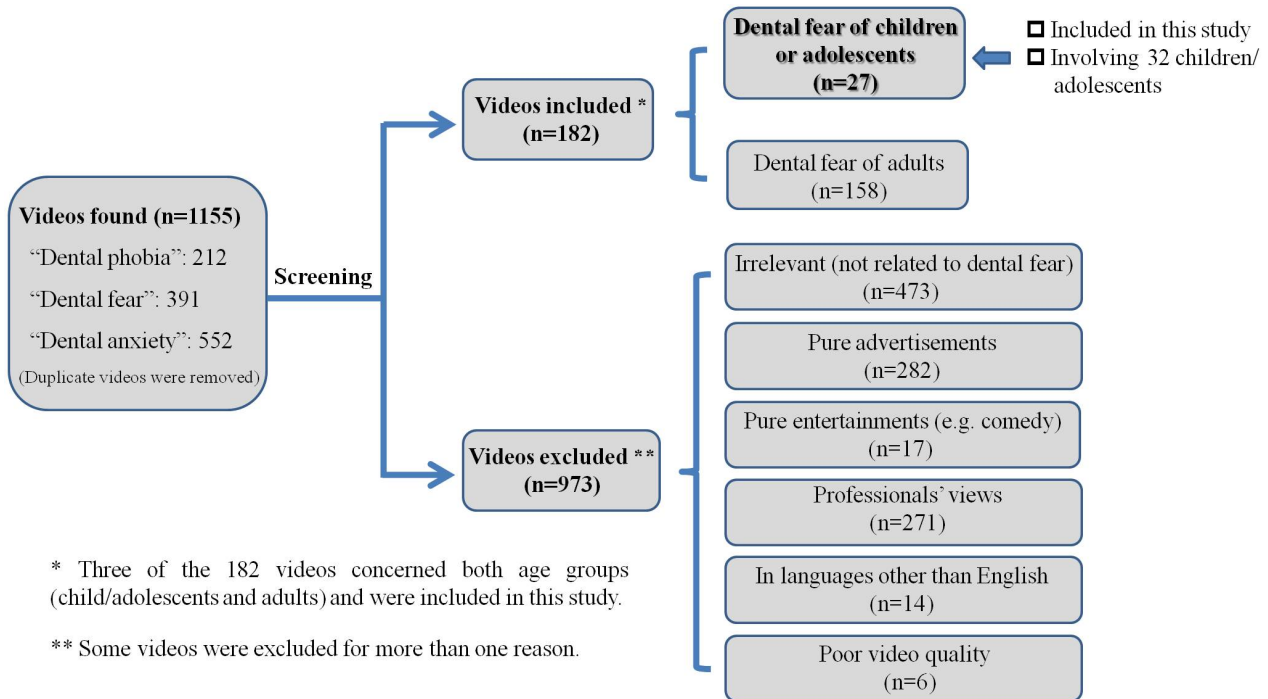 Videos found (n=1155)
“Dental phobia”: 212
“Dental fear”: 391
“Dental anxiety”: 552
(Duplicate videos were removed)
Screening
Videos included *
(n=182)
Dental fear of children
or adolescents
(n=27)
Included in this study
Involving 32 children/
adolescents
Dental fear of adults
(n=158)
Videos excluded **
(n=973)
Irrelevant (not related to dental fear)
(n=473)
Pure advertisements
(n=282)
Pure entertainments (e.g. comedy)
(n=17)
Professionals’ views
(n=271)
In languages other than English
(n=14)
Poor video quality
(n=6)
* Three of the 182 videos concerned both age groups
(child/adolescents and adults) and were included in this study.
** Some videos were excluded for more than one reason.